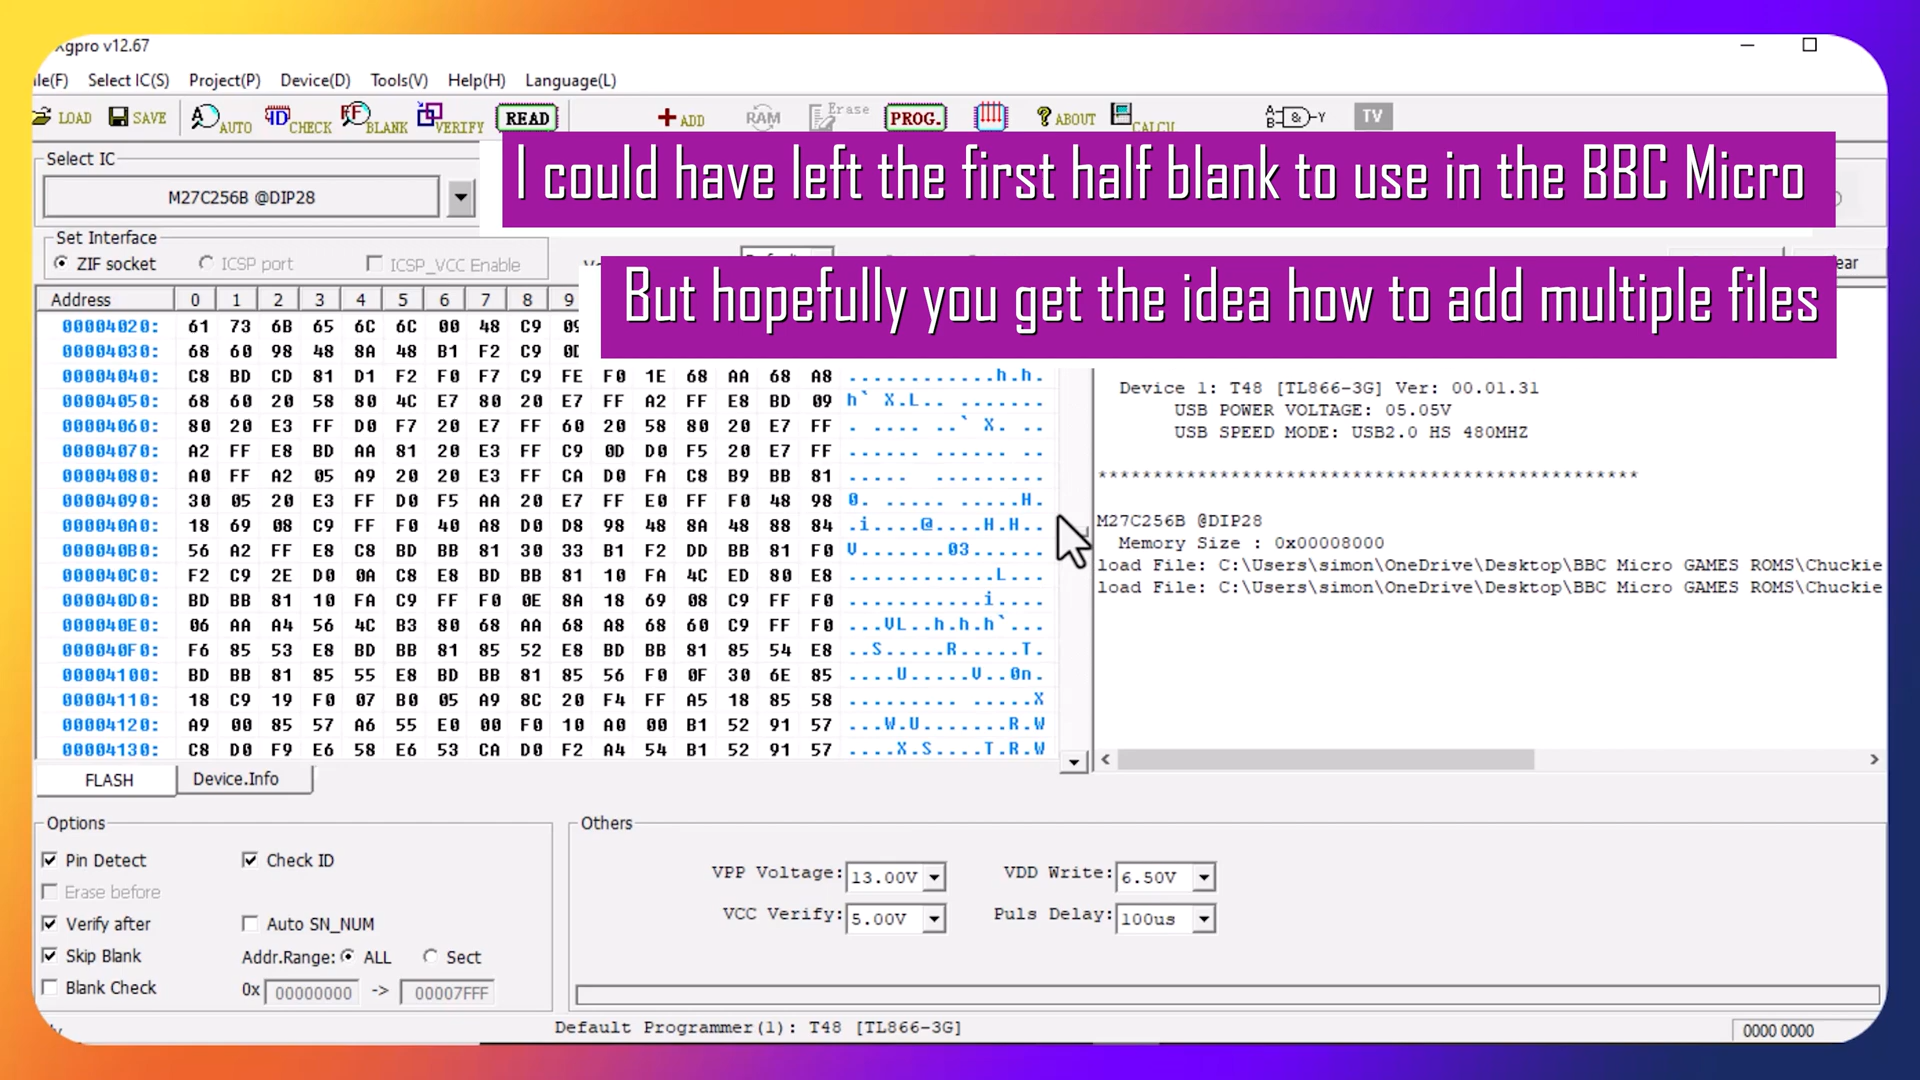 Xgpro v12.67
ile(F) Select IC(S) Project(P) Device(D) Tools(V) Help(H) Language(L)
LOAD SAVE AUTO CHECK BLANK VERIFY READ ADD RAM Erase PROG. ABOUT CALCU TV
I could have left the first half blank to use in the BBC Micro
But hopefully you get the idea how to add multiple files
Select IC
M27C256B @DIP28
Set Interface
ZIF socket ICSP port ICSP_VCC Enable
ear
Address 0 1 2 3 4 5 6 7 8 9
00004020: 61 73 6B 65 6C 6C 00 48 C9
00004030: 68 60 98 48 8A 48 B1 F2 C9
00004040: C8 BD CD 81 D1 F2 F0 F7 C9 FE F0 1E 68 AA 68 A8 ............h.h.
00004050: 68 60 20 58 80 4C E7 80 20 E7 FF A2 FF E8 BD 09 h` X.L.. .......
00004060: 80 20 E3 FF D0 F7 20 E7 FF 60 20 58 80 20 E7 FF . .... ..` X. ..
00004070: A2 FF E8 BD AA 81 20 E3 FF C9 0D D0 F5 20 E7 FF ...... ...... ..
00004080: A0 FF A2 05 A9 20 20 E3 FF CA D0 FA C8 B9 BB 81 .....  .........
00004090: 30 05 20 E3 FF D0 F5 AA 20 E7 FF E0 FF F0 48 98 0. ..... .....H.
000040A0: 18 69 08 C9 FF F0 40 A8 D0 D8 98 48 8A 48 88 84 .i....@....H.H..
000040B0: 56 A2 FF E8 C8 BD BB 81 30 33 B1 F2 DD BB 81 F0 V.......03......
000040C0: F2 C9 2E D0 0A C8 E8 BD BB 81 10 FA 4C ED 80 E8 ............L...
000040D0: BD BB 81 10 FA C9 FF F0 0E 8A 18 69 08 C9 FF F0 ...........i....
000040E0: 06 AA A4 56 4C B3 80 68 AA 68 A8 68 60 C9 FF F0 ...VL..h.h.h`...
000040F0: F6 85 53 E8 BD BB 81 85 52 E8 BD BB 81 85 54 E8 ..S.....R.....T.
00004100: BD BB 81 85 55 E8 BD BB 81 85 56 F0 0F 30 6E 85 ....U.....V..0n.
00004110: 18 C9 19 F0 07 B0 05 A9 8C 20 F4 FF A5 18 85 58 ......... .....X
00004120: A9 00 85 57 A6 55 E0 00 F0 10 A0 00 B1 52 91 57 ...W.U.......R.W
00004130: C8 D0 F9 E6 58 E6 53 CA D0 F2 A4 54 B1 52 91 57 ....X.S....T.R.W
Device 1: T48 [TL866-3G] Ver: 00.01.31
USB POWER VOLTAGE: 05.05V
USB SPEED MODE: USB2.0 HS 480MHZ
**************************************************
M27C256B @DIP28
Memory Size : 0x00008000
load File: C:\Users\simon\OneDrive\Desktop\BBC Micro GAMES ROMS\Chuckie
load File: C:\Users\simon\OneDrive\Desktop\BBC Micro GAMES ROMS\Chuckie
FLASH Device.Info
Options
Pin Detect Check ID
Erase before
Verify after Auto SN_NUM
Skip Blank Addr.Range: ALL Sect
Blank Check 0x 00000000 -> 00007FFF
Others
VPP Voltage: 13.00V VDD Write: 6.50V
VCC Verify: 5.00V Puls Delay: 100us
Default Programmer(1): T48 [TL866-3G]
0000 0000